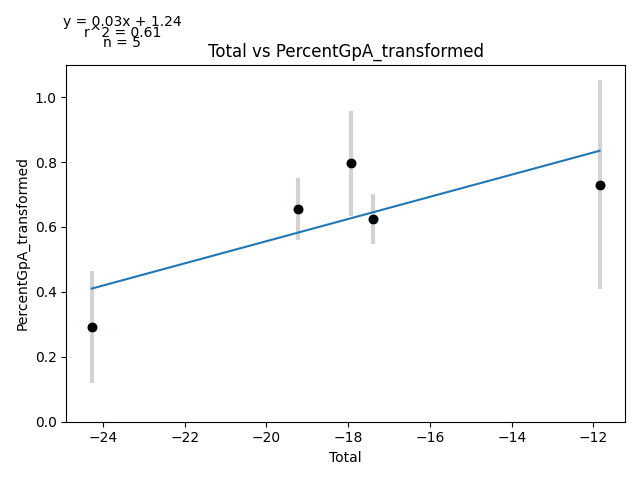 y = 0.03x + 1.24
r^2 = 0.61
n = 5
Total vs PercentGpA_transformed
PercentGpA_transformed
1.0
0.8
0.6
0.4
0.2
0.0
−24
−22
−20
−18
−16
−14
−12
Total